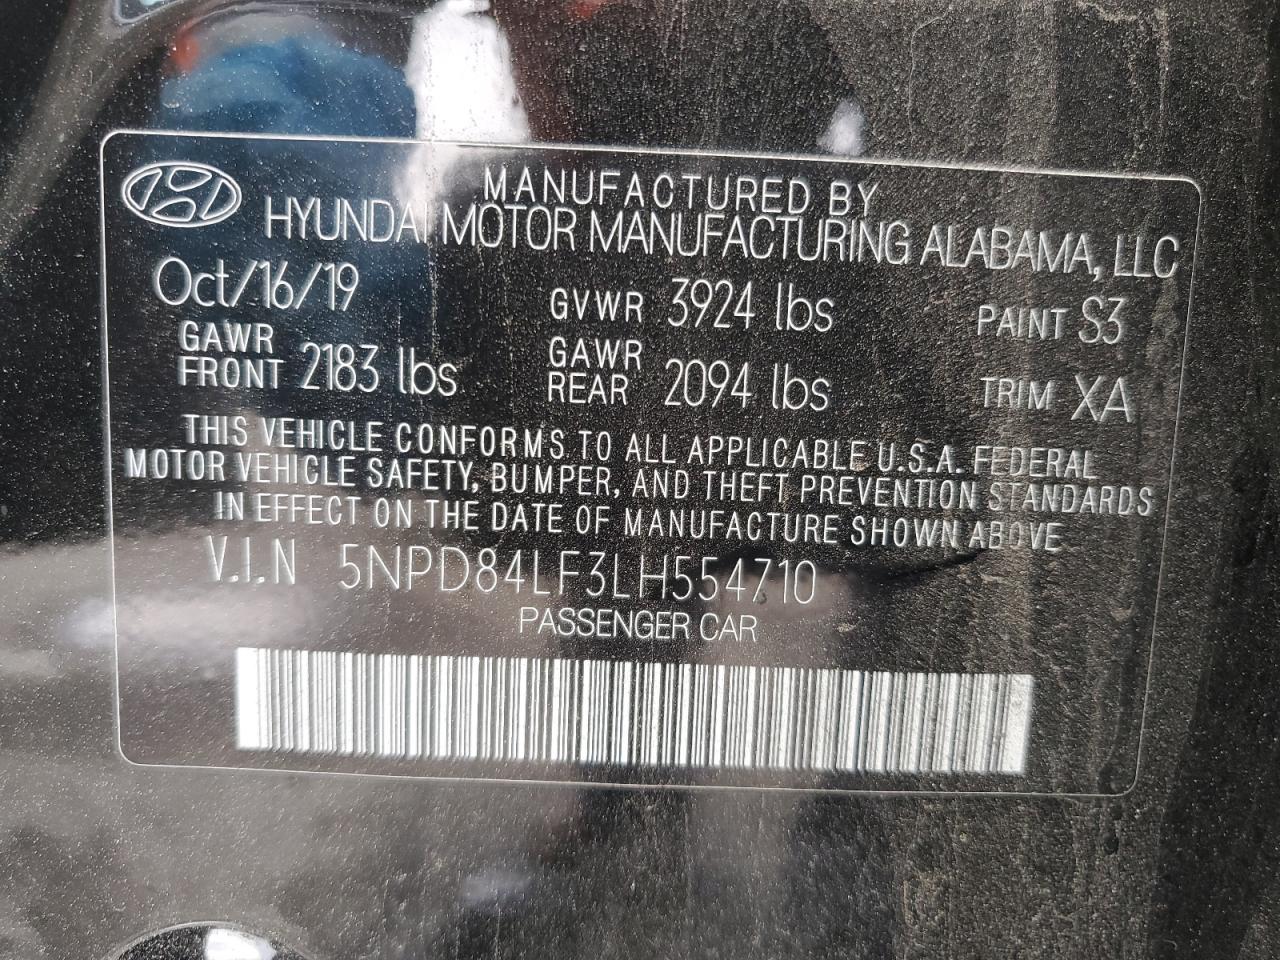 MANUFACTURED BY
HYUNDAI MOTOR MANUFACTURING ALABAMA, LLC
Oct/16/19 GVWR 3924 lbs PAINT S3
GAWR FRONT 2183 lbs GAWR REAR 2094 lbs TRIM XA
THIS VEHICLE CONFORMS TO ALL APPLICABLE U.S.A. FEDERAL
MOTOR VEHICLE SAFETY, BUMPER, AND THEFT PREVENTION STANDARDS
IN EFFECT ON THE DATE OF MANUFACTURE SHOWN ABOVE
V.I.N 5NPD84LF3LH554710
PASSENGER CAR